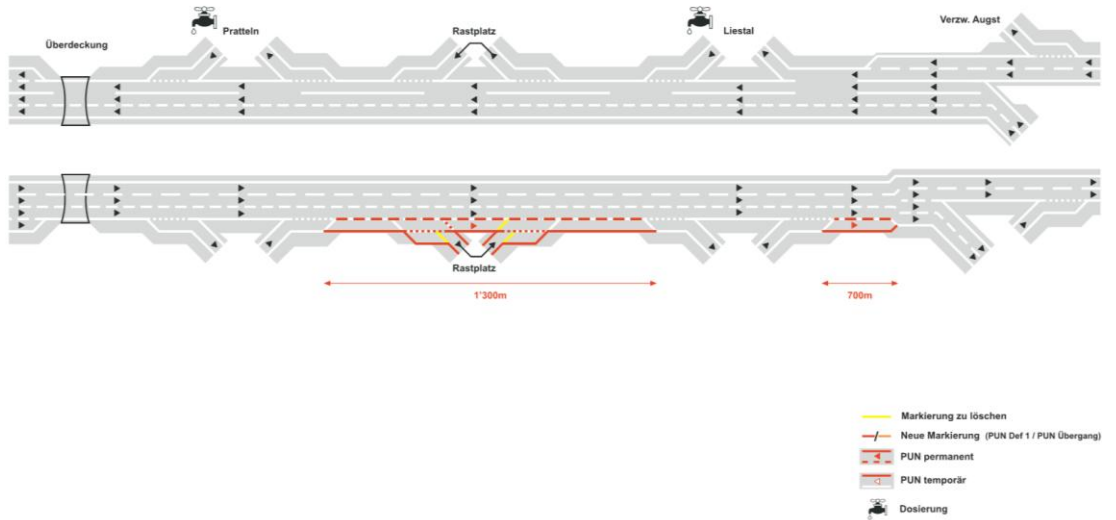 Überdeckung
Pratteln
Rastplatz
Liestal
Verzw. Augst
Rastplatz
1'300m
700m
Markierung zu löschen
Neue Markierung (PUN Def 1 / PUN Übergang)
PUN permanent
PUN temporär
Dosierung